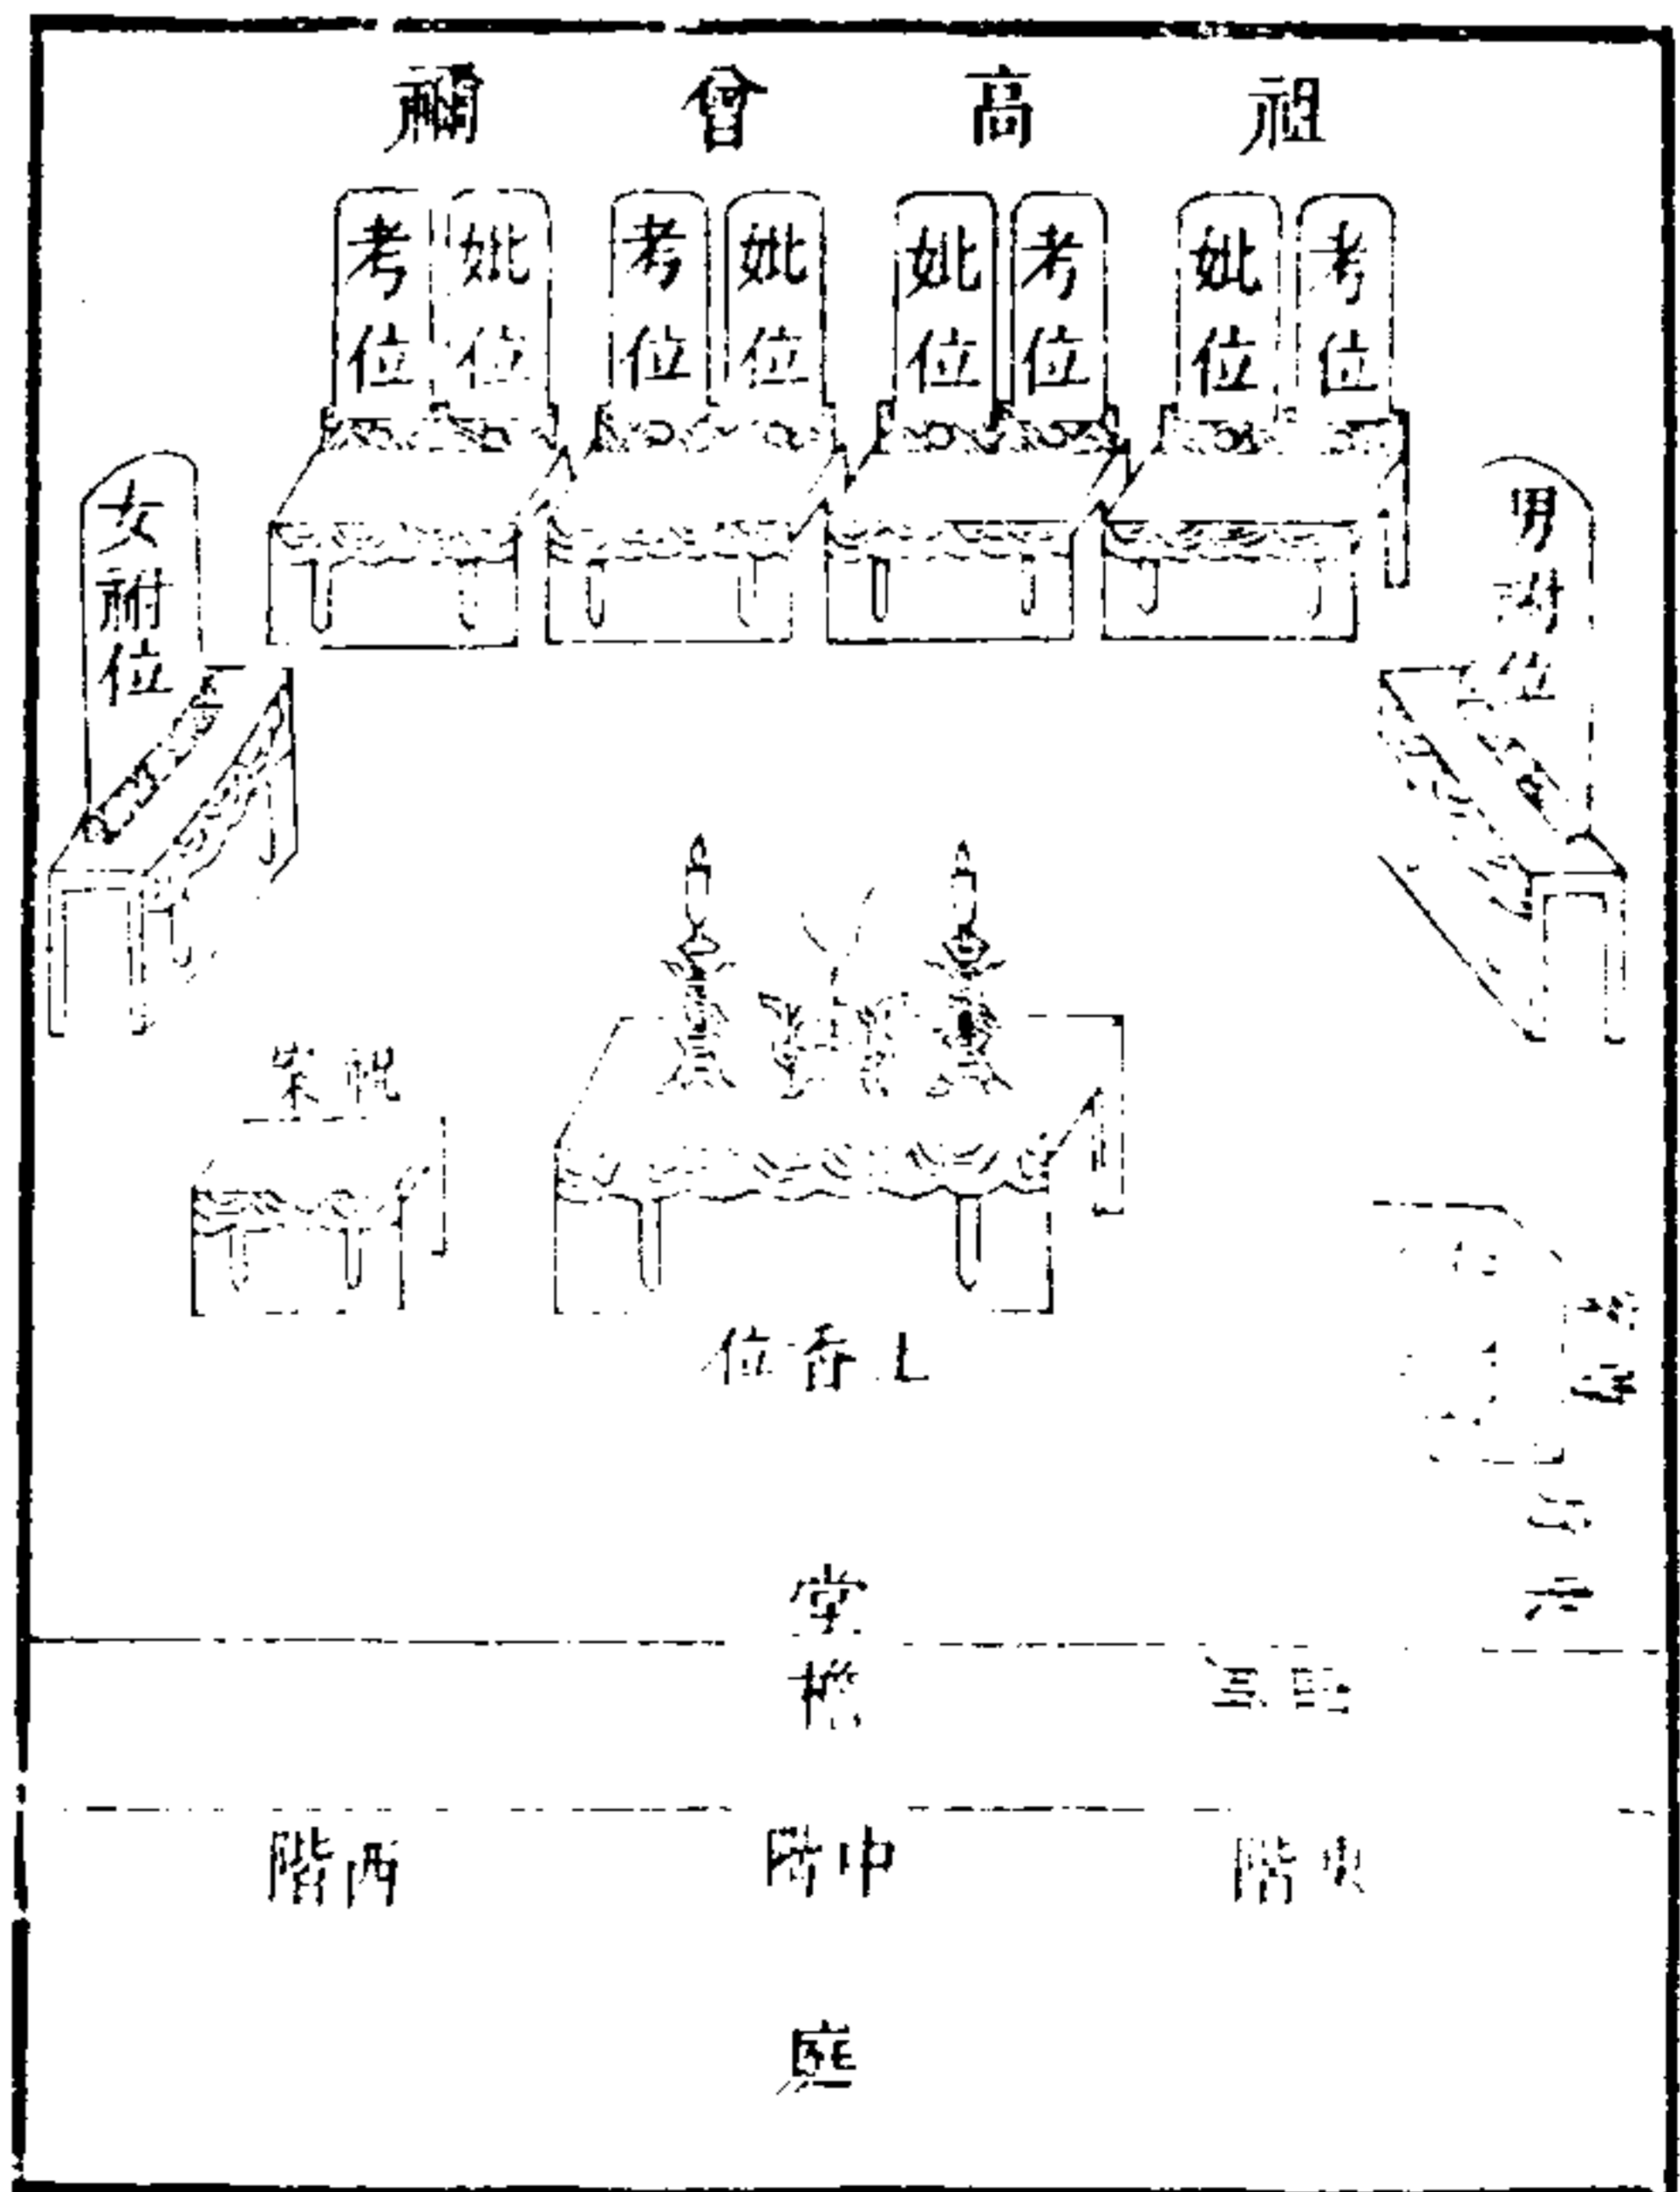 祖 高 曾 禰
考位 妣位 考位 妣位 妣位 考位 妣位 考位
男祔位
女祔位
祝案
上香位
東階 中階 西階
庭